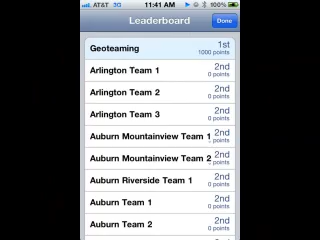 AT&T 3G 11:41 AM 100%
Leaderboard Done
Geoteaming 1st
1000 points
Arlington Team 1 2nd
0 points
Arlington Team 2 2nd
0 points
Arlington Team 3 2nd
0 points
Auburn Mountainview Team 1 2nd
0 points
Auburn Mountainview Team 2 2nd
0 points
Auburn Riverside Team 1 2nd
0 points
Auburn Team 1 2nd
0 points
Auburn Team 2 2nd
0 points